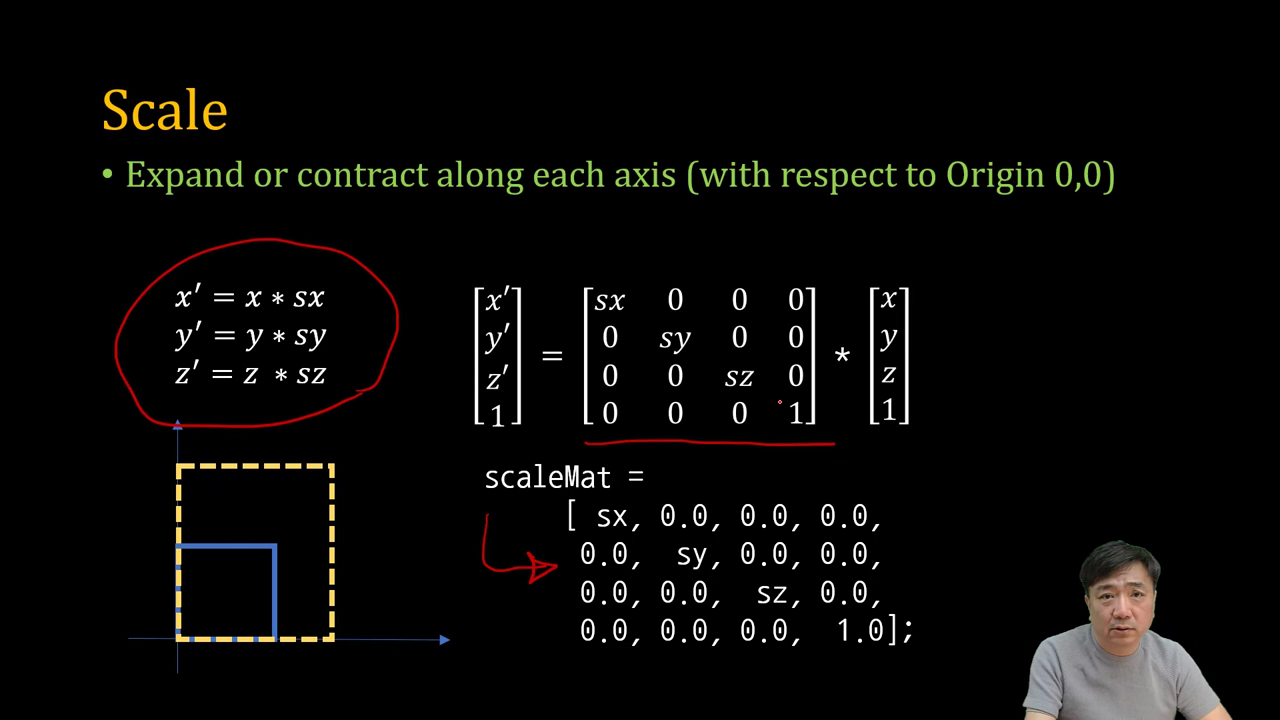 Scale
• Expand or contract along each axis (with respect to Origin 0,0)
x′ = x ∗ sx
y′ = y ∗ sy
z′ = z ∗ sz
[x′ y′ z′ 1] = [sx 0 0 0
0 sy 0 0
0 0 sz 0
0 0 0 1] * [x y z 1]
scaleMat =
[ sx, 0.0, 0.0, 0.0,
0.0, sy, 0.0, 0.0,
0.0, 0.0, sz, 0.0,
0.0, 0.0, 0.0, 1.0];